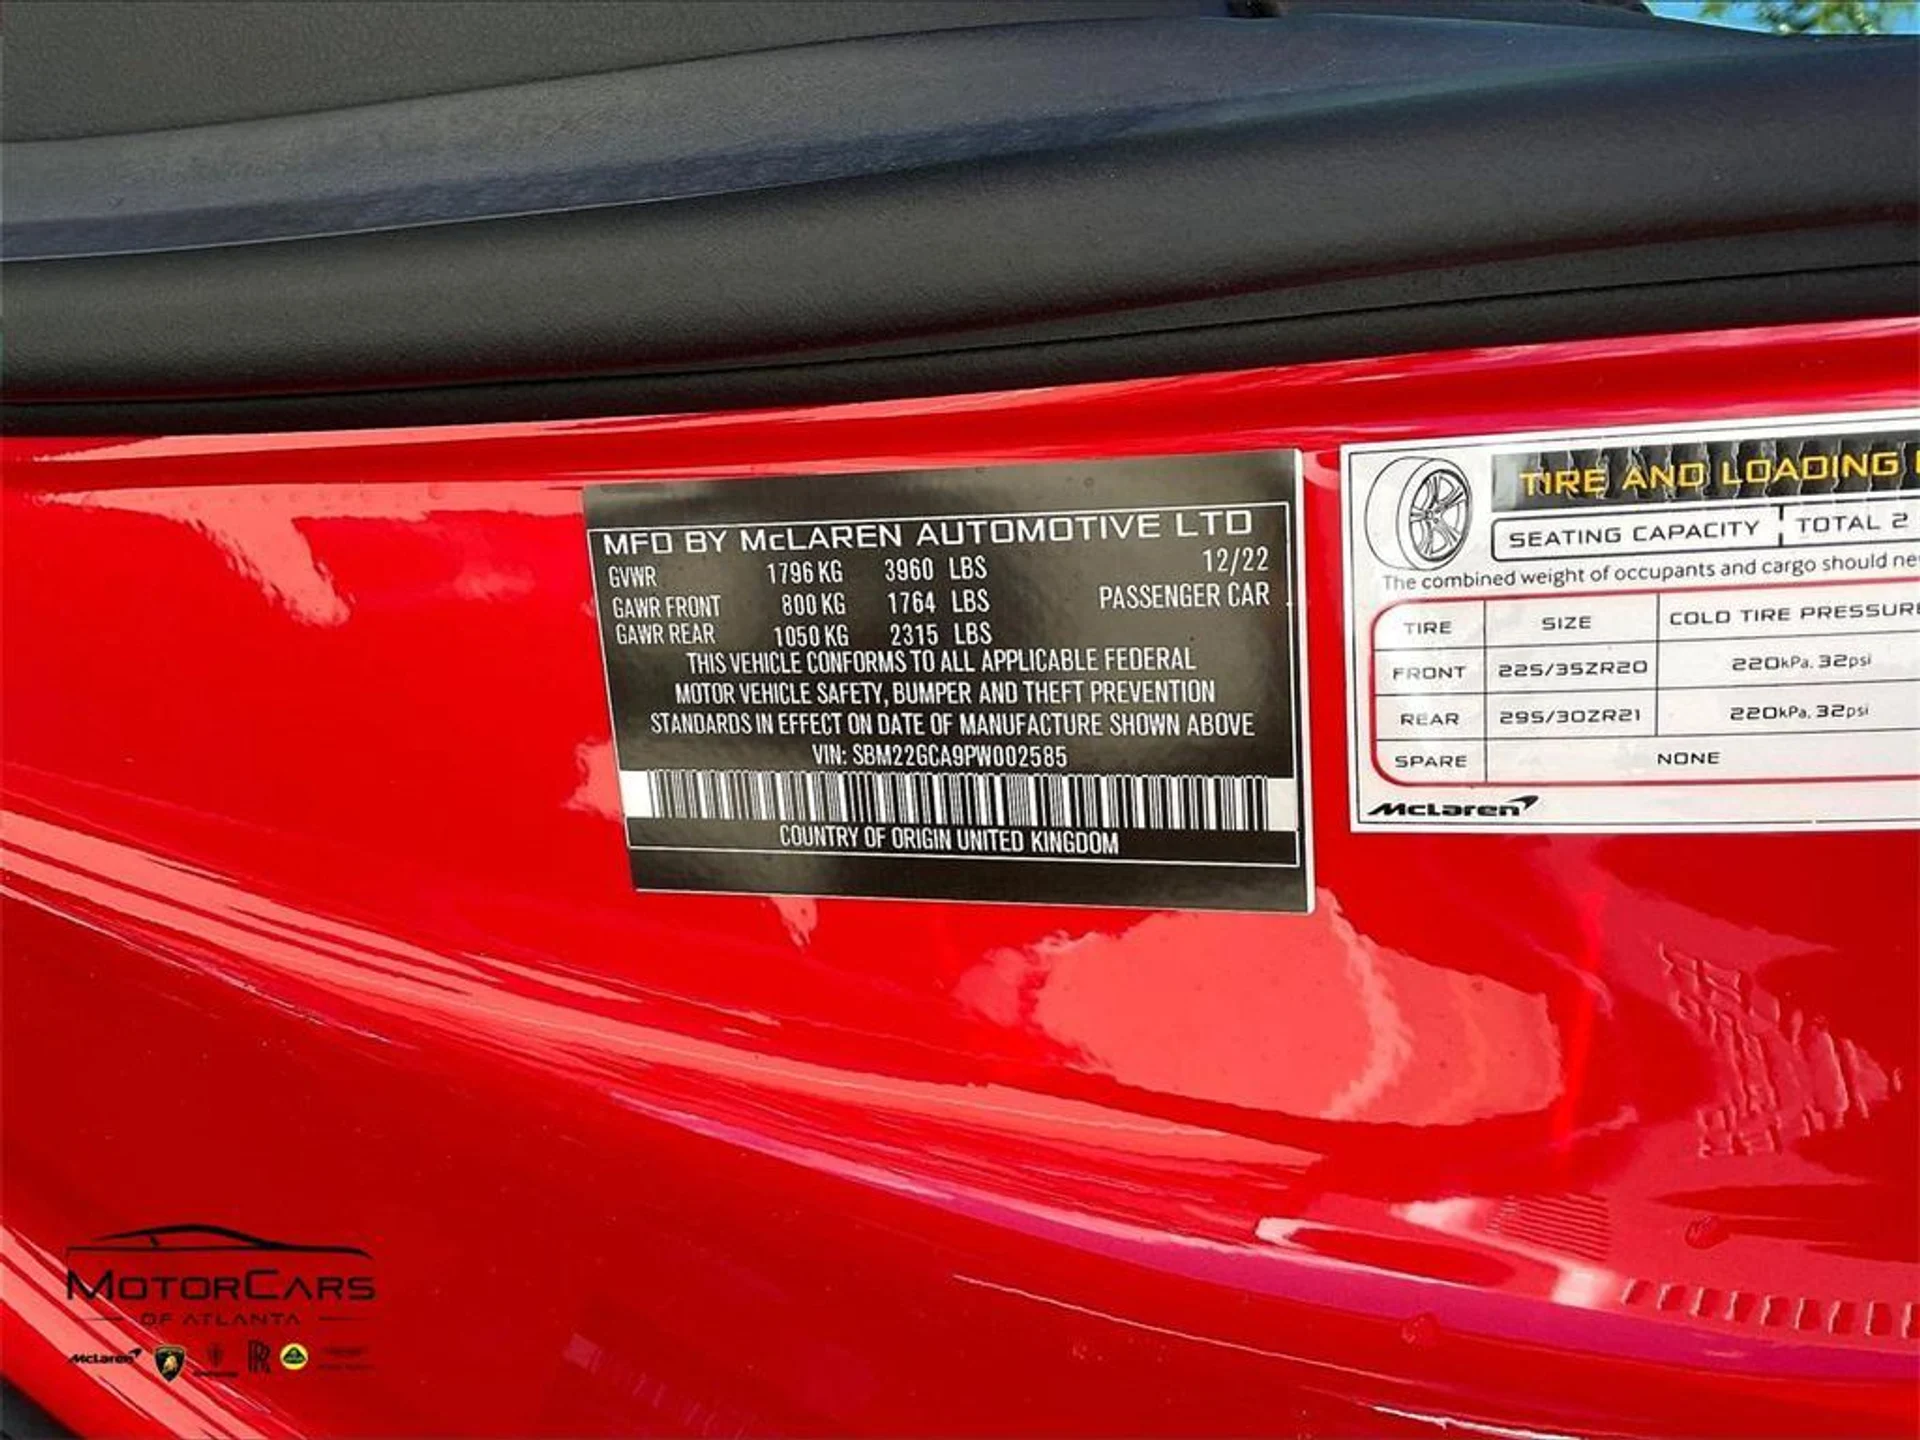 MFD BY McLAREN AUTOMOTIVE LTD
12/22
GVWR 1796 KG 3960 LBS
GAWR FRONT 800 KG 1764 LBS PASSENGER CAR
GAWR REAR 1050 KG 2315 LBS
THIS VEHICLE CONFORMS TO ALL APPLICABLE FEDERAL
MOTOR VEHICLE SAFETY, BUMPER AND THEFT PREVENTION
STANDARDS IN EFFECT ON DATE OF MANUFACTURE SHOWN ABOVE
VIN: SBM22GCA9PW002585
COUNTRY OF ORIGIN UNITED KINGDOM
TIRE AND LOADING
SEATING CAPACITY TOTAL 2
The combined weight of occupants and cargo should
TIRE SIZE COLD TIRE PRESSURE
FRONT 225/35ZR20 220kPa, 32psi
REAR 295/30ZR21 220kPa, 32psi
SPARE NONE
McLaren
MOTORCARS
OF ATLANTA
McLaren